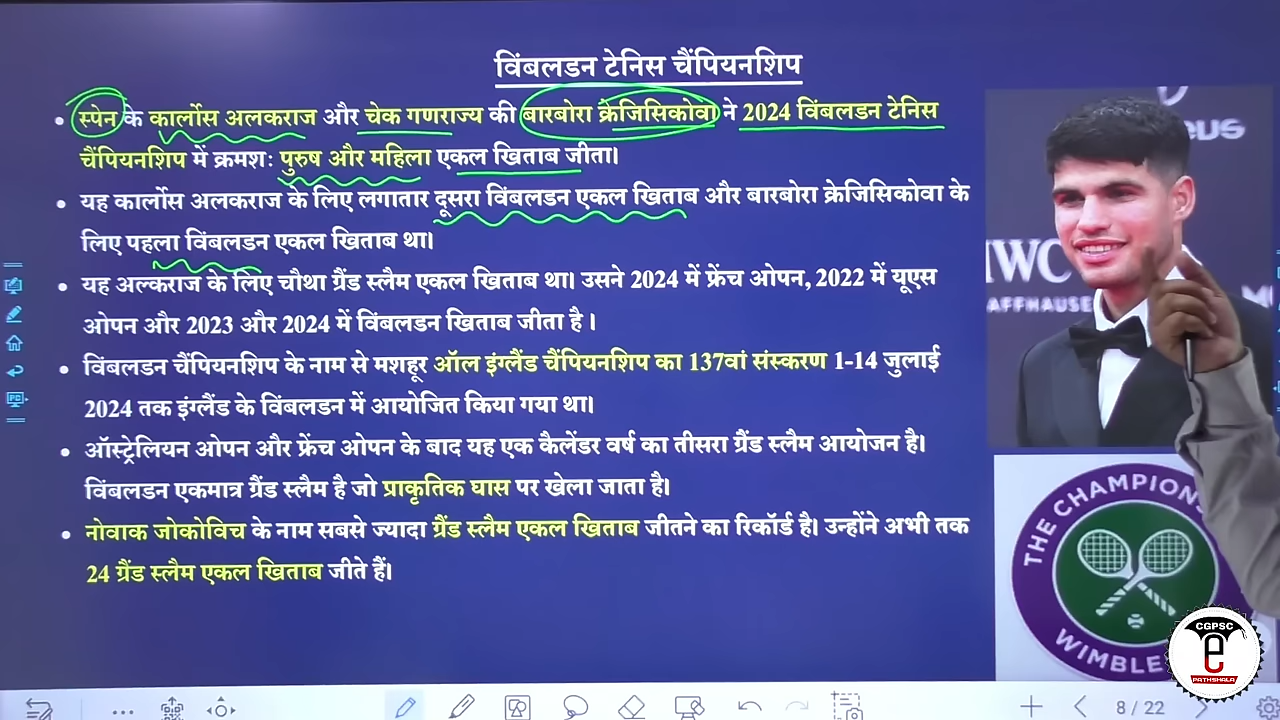 विंबलडन टेनिस चैंपियनशिप
• स्पेन के कार्लोस अलकराज और चेक गणराज्य की बारबोरा क्रेजिसिकोवा ने 2024 विंबलडन टेनिस
चैंपियनशिप में क्रमशः पुरुष और महिला एकल खिताब जीता।
• यह कार्लोस अलकराज के लिए लगातार दूसरा विंबलडन एकल खिताब और बारबोरा क्रेजिसिकोवा के
लिए पहला विंबलडन एकल खिताब था।
• यह अल्कराज के लिए चौथा ग्रैंड स्लैम एकल खिताब था। उसने 2024 में फ्रेंच ओपन, 2022 में यूएस
ओपन और 2023 और 2024 में विंबलडन खिताब जीता है।
• विंबलडन चैंपियनशिप के नाम से मशहूर ऑल इंग्लैंड चैंपियनशिप का 137वां संस्करण 1-14 जुलाई
2024 तक इंग्लैंड के विंबलडन में आयोजित किया गया था।
• ऑस्ट्रेलियन ओपन और फ्रेंच ओपन के बाद यह एक कैलेंडर वर्ष का तीसरा ग्रैंड स्लैम आयोजन है।
विंबलडन एकमात्र ग्रैंड स्लैम है जो प्राकृतिक घास पर खेला जाता है।
• नोवाक जोकोविच के नाम सबसे ज्यादा ग्रैंड स्लैम एकल खिताब जीतने का रिकॉर्ड है। उन्होंने अभी तक
24 ग्रैंड स्लैम एकल खिताब जीते हैं।
IWC
AFFHAUSE
THE CHAMPION
WIMBLE
CGPSC
e
PATHSHALA
8 / 22